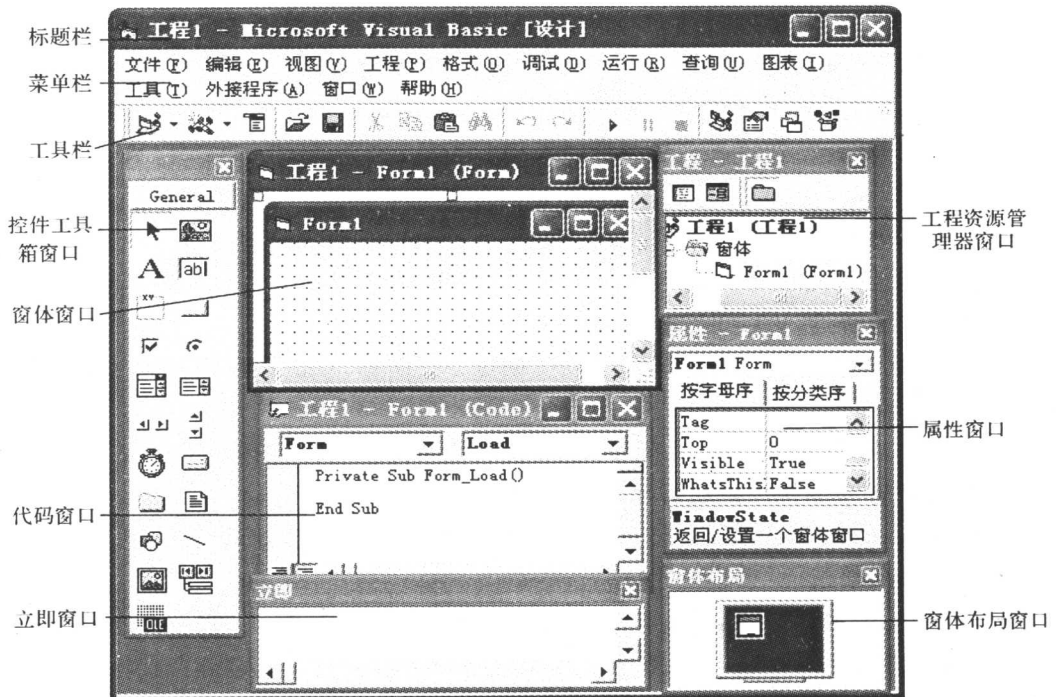 标题栏
菜单栏
工具栏
控件工具
箱窗口
窗体窗口
代码窗口
立即窗口
工程1 - Microsoft Visual Basic [设计]
文件(F) 编辑(E) 视图(V) 工程(P) 格式(O) 调试(D) 运行(R) 查询(U) 图表(I)
工具(T) 外接程序(A) 窗口(W) 帮助(H)
General
A
ab
XY
OLE
工程1 - Form1 (Form)
Form1
工程1 - Form1 (Code)
Form
Load
Private Sub Form_Load()
End Sub
立即
工程 - 工程1
工程1 (工程1)
窗体
Form1 (Form1)
属性 - Form1
Form1 Form
按字母序
按分类序
Tag
Top 0
Visible True
WhatsThis False
WindowState
返回/设置一个窗体窗口
窗体布局
工程资源管
理器窗口
属性窗口
窗体布局窗口